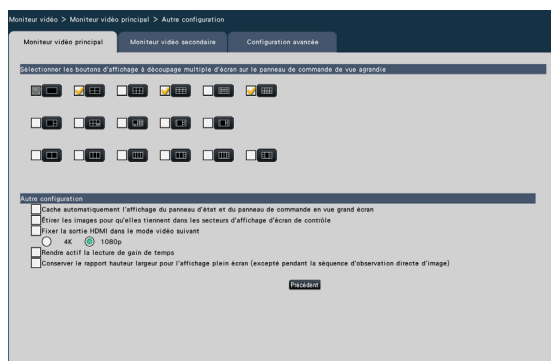 Moniteur vidéo > Moniteur vidéo principal > Autre configuration
Moniteur vidéo principal
Moniteur vidéo secondaire
Configuration avancée
Sélectionner les boutons d'affichage à découpage multiple d'écran sur le panneau de commande de vue agrandie
Autre configuration
Cache automatiquement l'affichage du panneau d'état et du panneau de commande en vue grand écran
Étirer les images pour qu'elles tiennent dans les secteurs d'affichage d'écran de contrôle
Fixer la sortie HDMI dans le mode vidéo suivant
4K 1080p
Rendre actif la lecture de gain de temps
Conserver le rapport hauteur largeur pour l'affichage plein écran (excepté pendant la séquence d'observation directe d'image)
Précédent